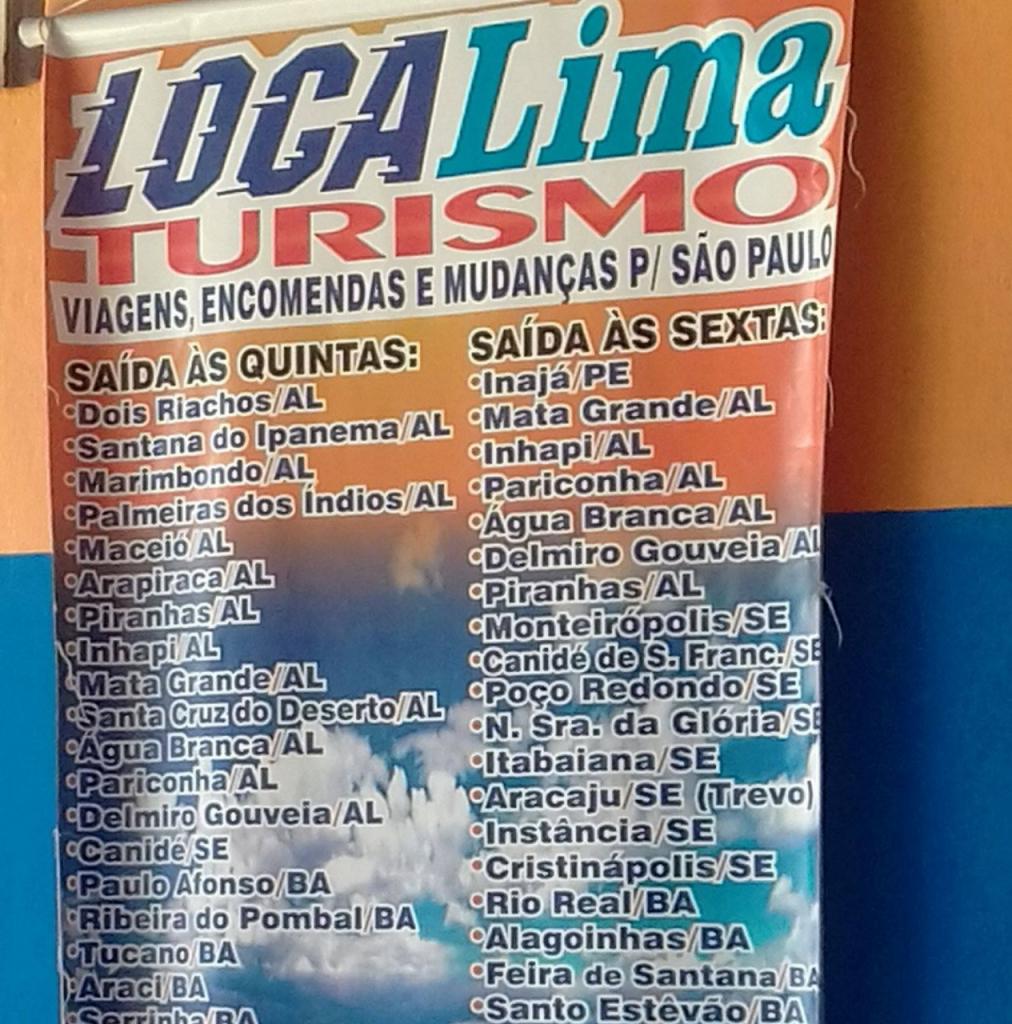 LOCALima
TURISMO
VIAGENS, ENCOMENDAS E MUDANÇAS P/ SÃO PAULO
SAÍDA ÀS QUINTAS:
•Dois Riachos/AL
•Santana do Ipanema/AL
•Marimbondo/AL
•Palmeiras dos Índios/AL
•Maceió/AL
•Arapiraca/AL
•Piranhas/AL
•Inhapi/AL
•Mata Grande/AL
•Santa Cruz do Deserto/AL
•Água Branca/AL
•Pariconha/AL
•Delmiro Gouveia/AL
•Canidé/SE
•Paulo Afonso/BA
•Ribeira do Pombal/BA
•Tucano/BA
•Araci/BA
•Serrinha/BA
SAÍDA ÀS SEXTAS:
•Inajá/PE
•Mata Grande/AL
•Inhapi/AL
•Pariconha/AL
•Água Branca/AL
•Delmiro Gouveia/AL
•Piranhas/AL
•Monteirópolis/SE
•Canidé de S. Franc./SE
•Poço Redondo/SE
•N. Sra. da Glória/SE
•Itabaiana/SE
•Aracaju/SE (Trevo)
•Instância/SE
•Cristinápolis/SE
•Rio Real/BA
•Alagoinhas/BA
•Feira de Santana/BA
•Santo Estêvão/BA